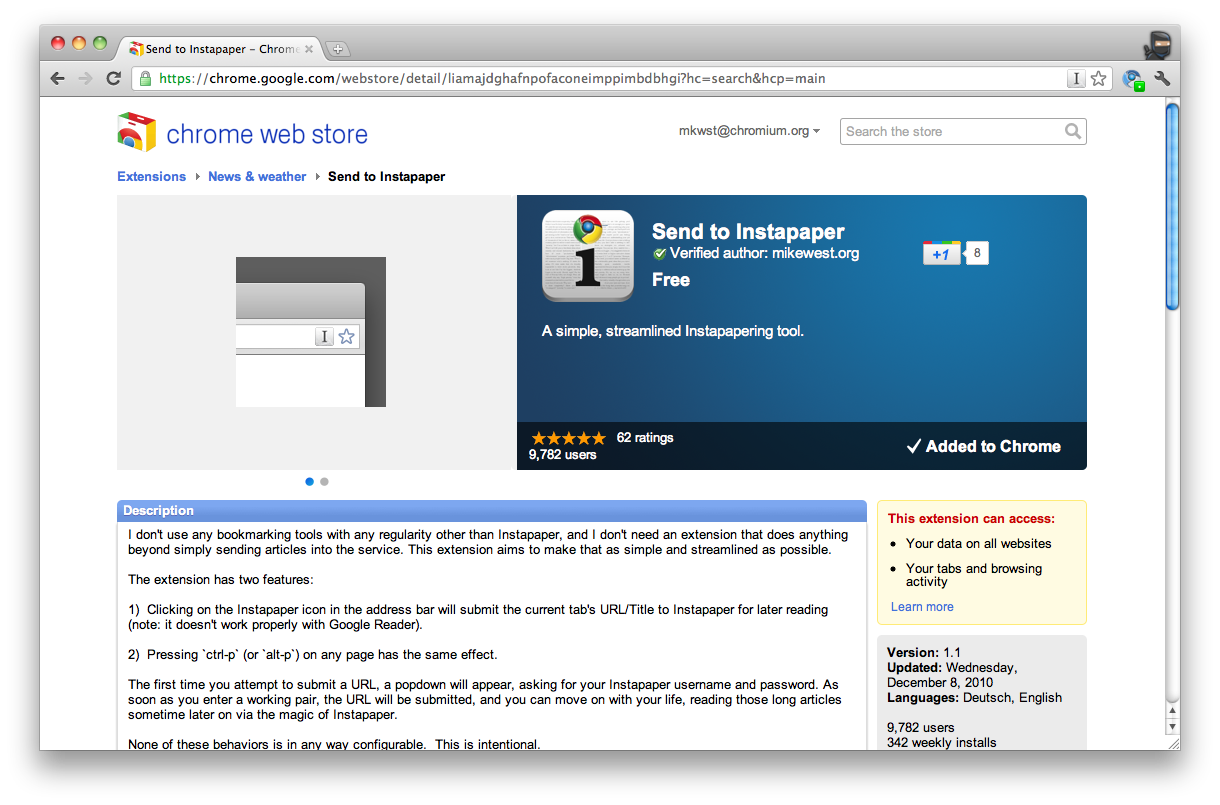 Send to Instapaper – Chrome
https://chrome.google.com/webstore/detail/liamajdghafnpofaconeimppimbdbhgi?hc=search&hcp=main
I
chrome web store
mkwst@chromium.org
Search the store
Extensions
News & weather
Send to Instapaper
I
i
Send to Instapaper
Verified author: mikewest.org
Free
+1
8
A simple, streamlined Instapapering tool.
62 ratings
9,782 users
Added to Chrome
Description
I don't use any bookmarking tools with any regularity other than Instapaper, and I don't need an extension that does anything
beyond simply sending articles into the service. This extension aims to make that as simple and streamlined as possible.
The extension has two features:
1) Clicking on the Instapaper icon in the address bar will submit the current tab's URL/Title to Instapaper for later reading
(note: it doesn't work properly with Google Reader).
2) Pressing `ctrl-p` (or `alt-p`) on any page has the same effect.
The first time you attempt to submit a URL, a popdown will appear, asking for your Instapaper username and password. As
soon as you enter a working pair, the URL will be submitted, and you can move on with your life, reading those long articles
sometime later on via the magic of Instapaper.
None of these behaviors is in any way configurable. This is intentional.
This extension can access:
Your data on all websites
Your tabs and browsing
activity
Learn more
Version: 1.1
Updated: Wednesday,
December 8, 2010
Languages: Deutsch, English
9,782 users
342 weekly installs